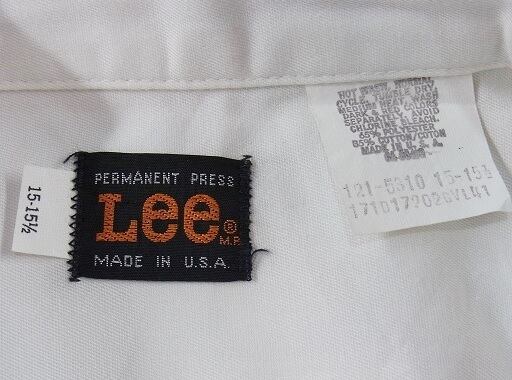 15-15½
PERMANENT PRESS
Lee®
M.R.
MADE IN U.S.A.
HOT WASH, NORMAL
CYCLE, TUMBLE DRY
MEDIUM HEAT, WASH
DARK & RED COLORS
SEPARATELY, AVOID
CHLORINE BLEACH.
65% POLYESTER
35% COTTON/COTON
MADE IN U.S.A.
121-5310 15-15½